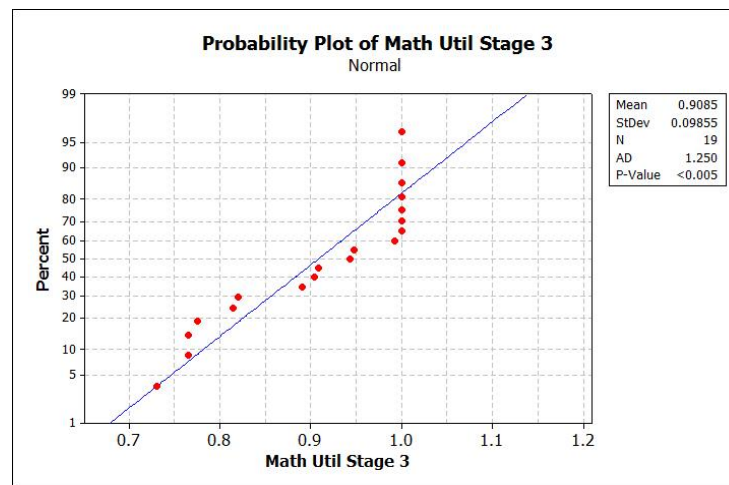 Probability Plot of Math Util Stage 3
Normal
99
95
90
80
70
60
50
40
30
20
10
5
1
Percent
0.7 0.8 0.9 1.0 1.1 1.2
Math Util Stage 3
Mean 0.9085
StDev 0.09855
N 19
AD 1.250
P-Value <0.005